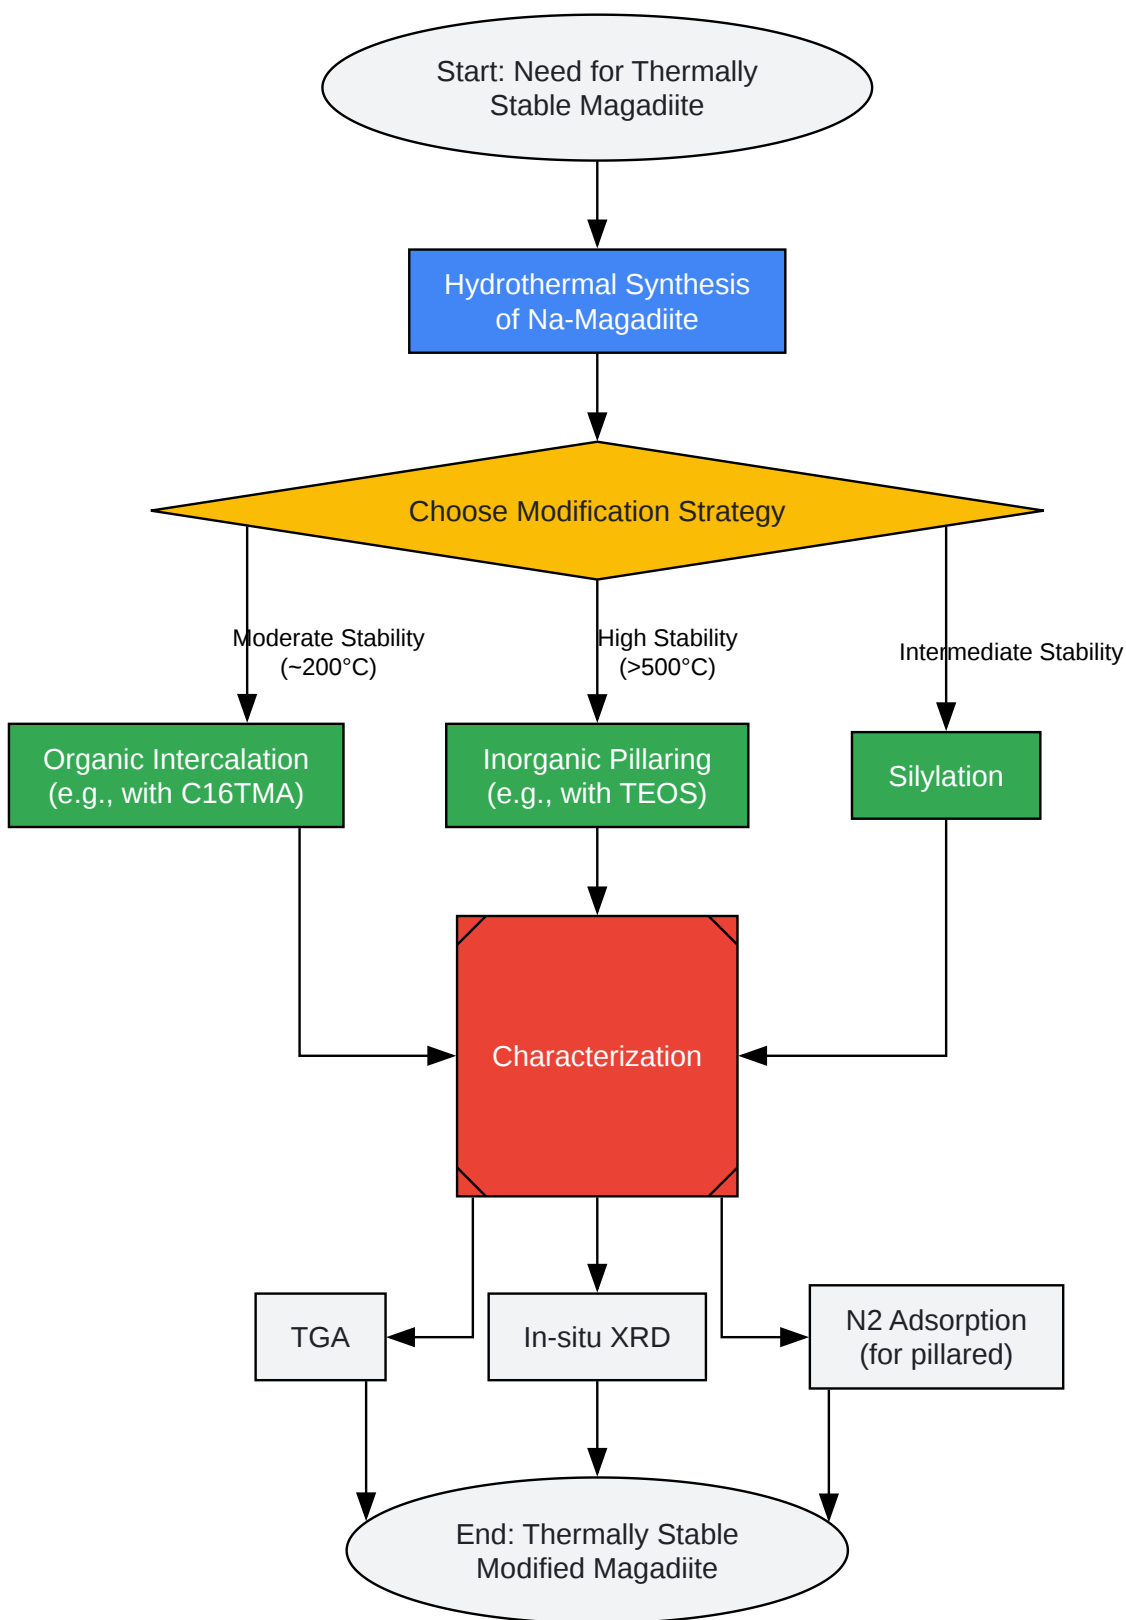 Start: Need for Thermally
Stable Magadiite
Hydrothermal Synthesis
of Na-Magadiite
Choose Modification Strategy
Moderate Stability
(~200°C)
High Stability
(>500°C)
Intermediate Stability
Organic Intercalation
(e.g., with C16TMA)
Inorganic Pillaring
(e.g., with TEOS)
Silylation
Characterization
TGA
In-situ XRD
N2 Adsorption
(for pillared)
End: Thermally Stable
Modified Magadiite